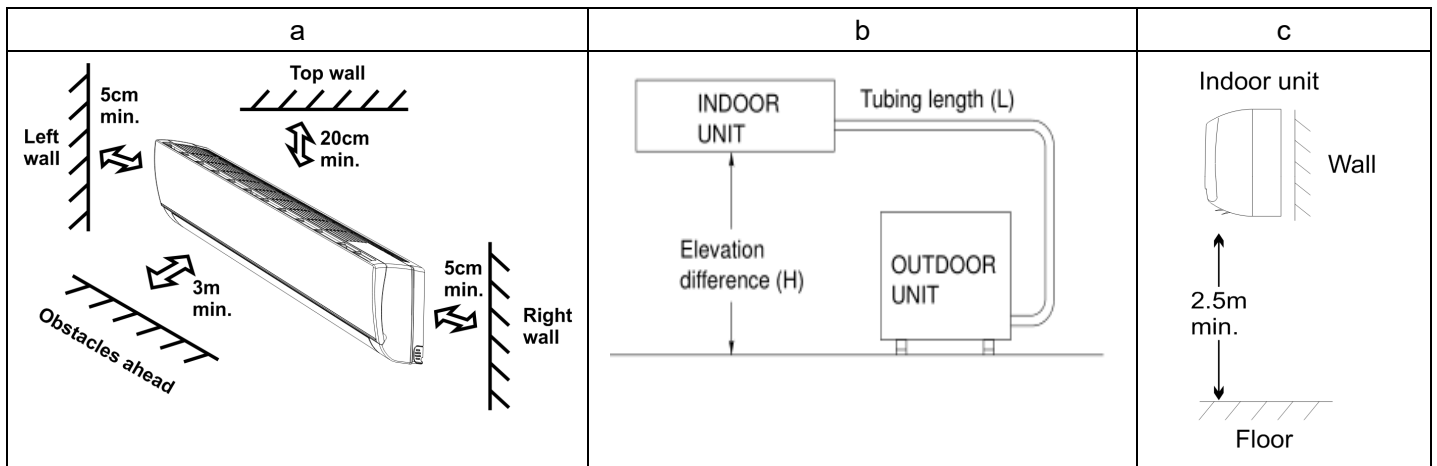 a
b
c
Top wall
5cm
min.
20cm
min.
Left
wall
3m
min.
Obstacles ahead
5cm
min.
Right
wall
INDOOR
UNIT
Tubing length (L)
Elevation
difference (H)
OUTDOOR
UNIT
Indoor unit
Wall
2.5m
min.
Floor